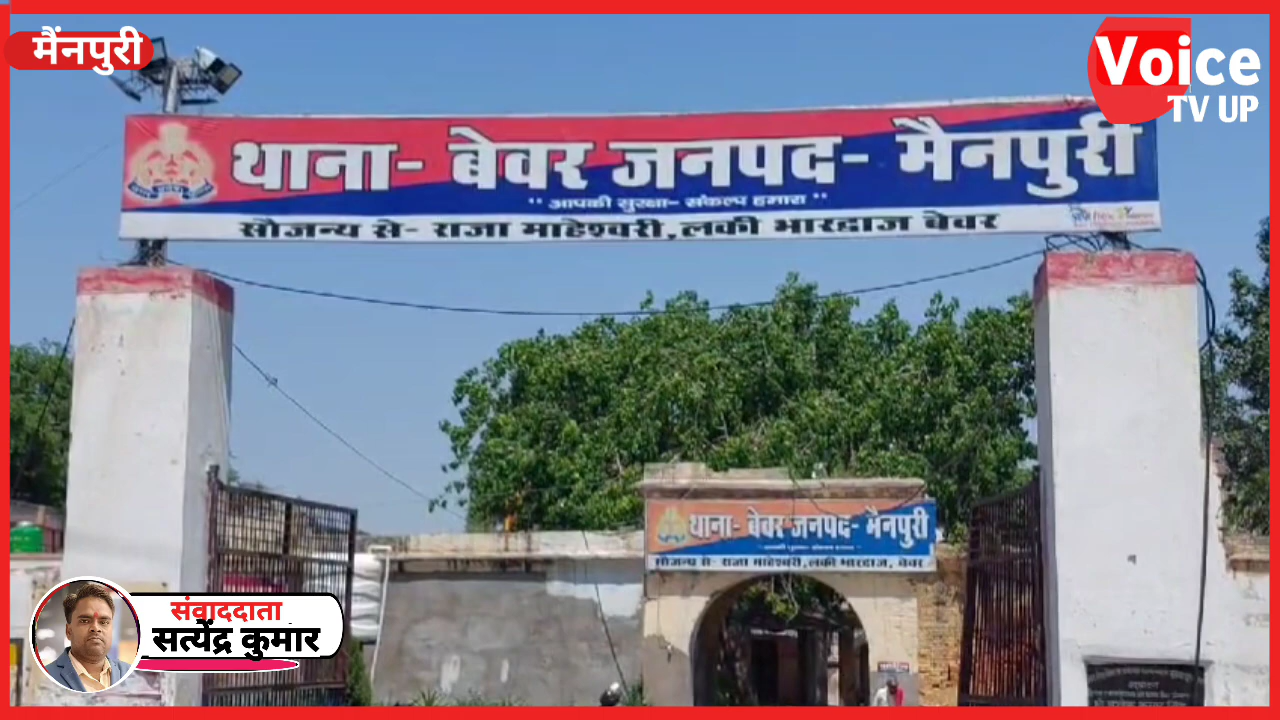 मैंनपुरी
Voice
TV UP
थाना- बेवर जनपद- मैनपुरी
" आपकी सुरक्षा- संकल्प हमारा "
सौजन्य से- राजा माहेश्वरी,लकी भारद्वाज बेवर
थाना- बेवर जनपद- मैनपुरी
सौजन्य से- राजा माहेश्वरी,लकी भारद्वाज, बेवर
संवाददाता
सत्येंद्र कुमार